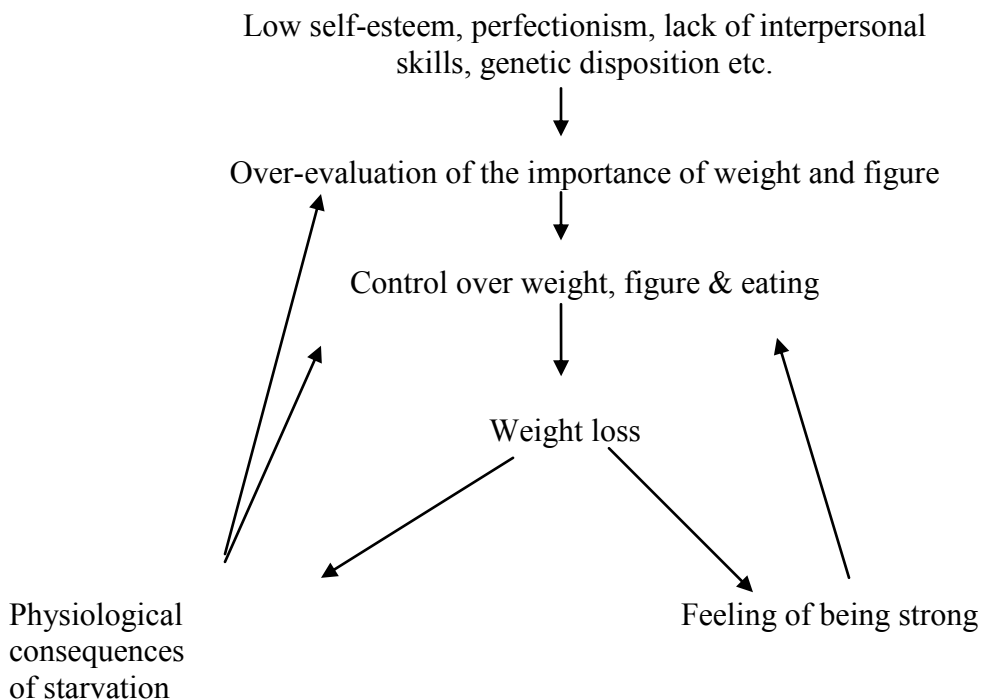 Low self-esteem, perfectionism, lack of interpersonal
skills, genetic disposition etc.
Over-evaluation of the importance of weight and figure
Control over weight, figure & eating
Weight loss
Physiological
consequences
of starvation
Feeling of being strong